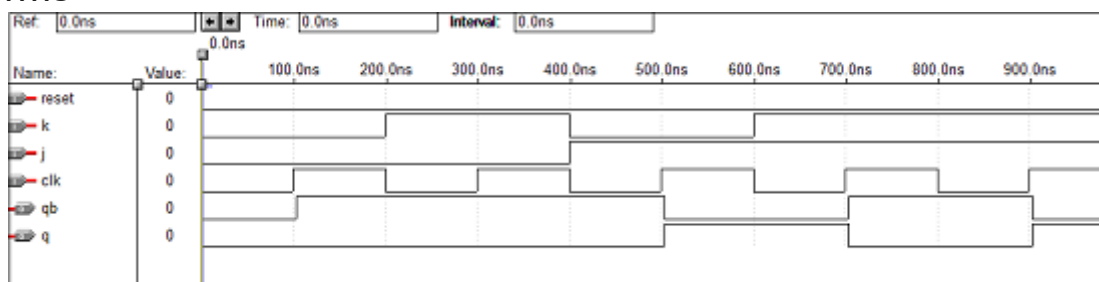 Ref: 0.0ns Time: 0.0ns Interval: 0.0ns
0.0ns
Name: Value: 100.0ns 200.0ns 300.0ns 400.0ns 500.0ns 600.0ns 700.0ns 800.0ns 900.0ns
reset 0
k 0
j 0
clk 0
qb 0
q 0